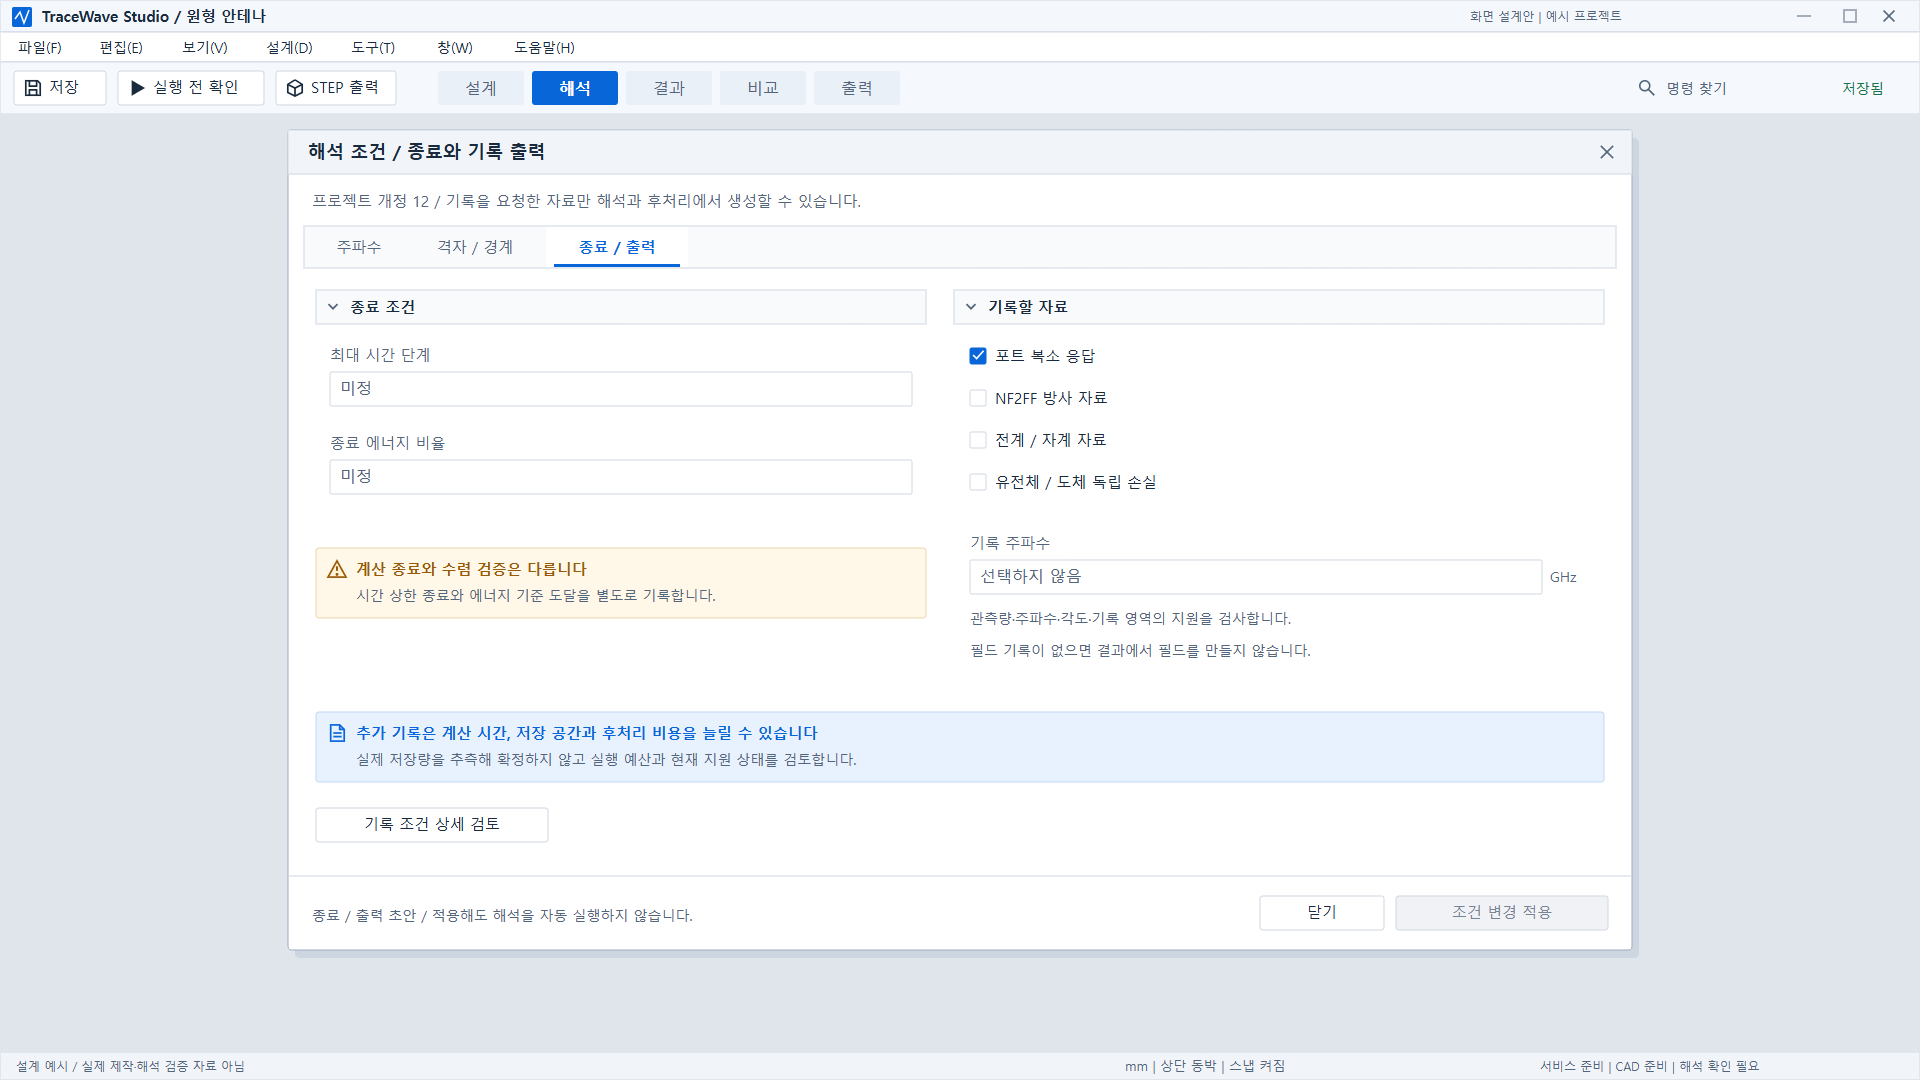 TraceWave Studio / 원형 안테나
화면 설계안 | 예시 프로젝트
파일(F) 편집(E) 보기(V) 설계(D) 도구(T) 창(W) 도움말(H)
저장 실행 전 확인 STEP 출력 설계 해석 결과 비교 출력 명령 찾기 저장됨
해석 조건 / 종료와 기록 출력
프로젝트 개정 12 / 기록을 요청한 자료만 해석과 후처리에서 생성할 수 있습니다.
주파수 격자 / 경계 종료 / 출력
종료 조건
최대 시간 단계
미정
종료 에너지 비율
미정
계산 종료와 수렴 검증은 다릅니다
시간 상한 종료와 에너지 기준 도달을 별도로 기록합니다.
기록할 자료
포트 복소 응답
NF2FF 방사 자료
전계 / 자계 자료
유전체 / 도체 독립 손실
기록 주파수
선택하지 않음 GHz
관측량·주파수·각도·기록 영역의 지원을 검사합니다.
필드 기록이 없으면 결과에서 필드를 만들지 않습니다.
추가 기록은 계산 시간, 저장 공간과 후처리 비용을 늘릴 수 있습니다
실제 저장량을 추측해 확정하지 않고 실행 예산과 현재 지원 상태를 검토합니다.
기록 조건 상세 검토
종료 / 출력 초안 / 적용해도 해석을 자동 실행하지 않습니다.
닫기 조건 변경 적용
설계 예시 / 실제 제작·해석 검증 자료 아님
mm | 상단 동박 | 스냅 켜짐
서비스 준비 | CAD 준비 | 해석 확인 필요